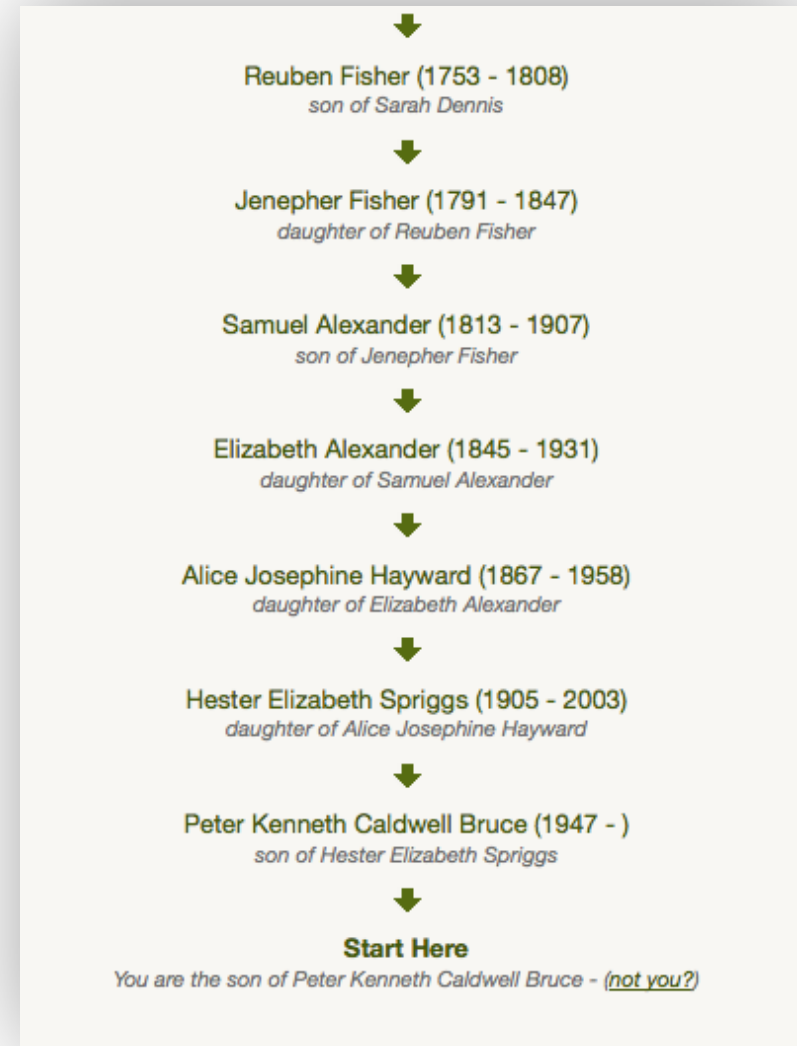 Reuben Fisher (1753 - 1808)
son of Sarah Dennis
Jenepher Fisher (1791 - 1847)
daughter of Reuben Fisher
Samuel Alexander (1813 - 1907)
son of Jenepher Fisher
Elizabeth Alexander (1845 - 1931)
daughter of Samuel Alexander
Alice Josephine Hayward (1867 - 1958)
daughter of Elizabeth Alexander
Hester Elizabeth Spriggs (1905 - 2003)
daughter of Alice Josephine Hayward
Peter Kenneth Caldwell Bruce (1947 - )
son of Hester Elizabeth Spriggs
Start Here
You are the son of Peter Kenneth Caldwell Bruce - (not you?)